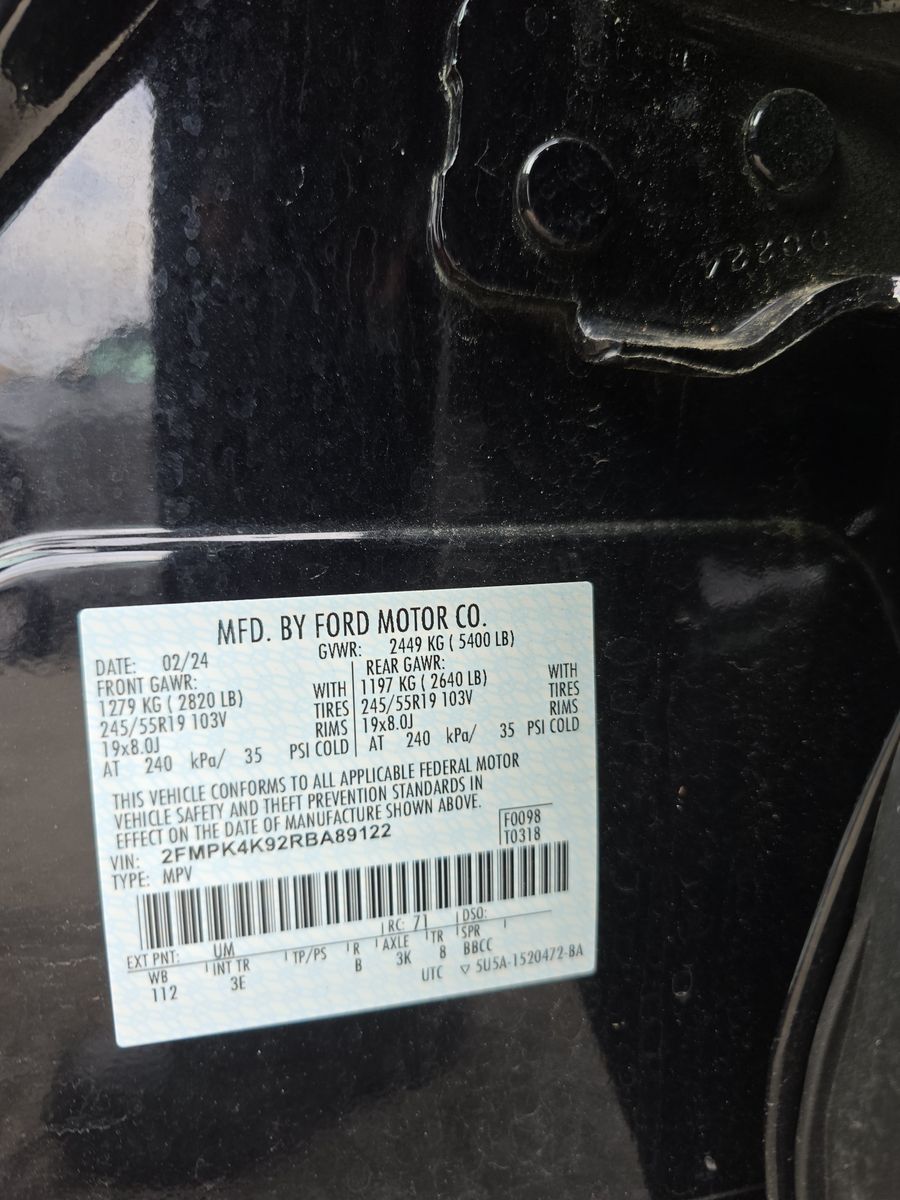 MFD. BY FORD MOTOR CO.
DATE: 02/24 GVWR: 2449 KG ( 5400 LB)
FRONT GAWR: REAR GAWR:
1279 KG ( 2820 LB) WITH 1197 KG ( 2640 LB) WITH
245/55R19 103V TIRES 245/55R19 103V TIRES
19x8.0J RIMS 19x8.0J RIMS
AT 240 kPa/ 35 PSI COLD AT 240 kPa/ 35 PSI COLD
THIS VEHICLE CONFORMS TO ALL APPLICABLE FEDERAL MOTOR
VEHICLE SAFETY AND THEFT PREVENTION STANDARDS IN
EFFECT ON THE DATE OF MANUFACTURE SHOWN ABOVE.
VIN: 2FMPK4K92RBA89122 F0098
TYPE: MPV T0318
EXT PNT: UM RC: 71 DSO:
WB INT TR TP/PS R AXLE TR SPR
112 3E B 3K 8 BBCC
UTC ▽ 5U5A-1520472-BA